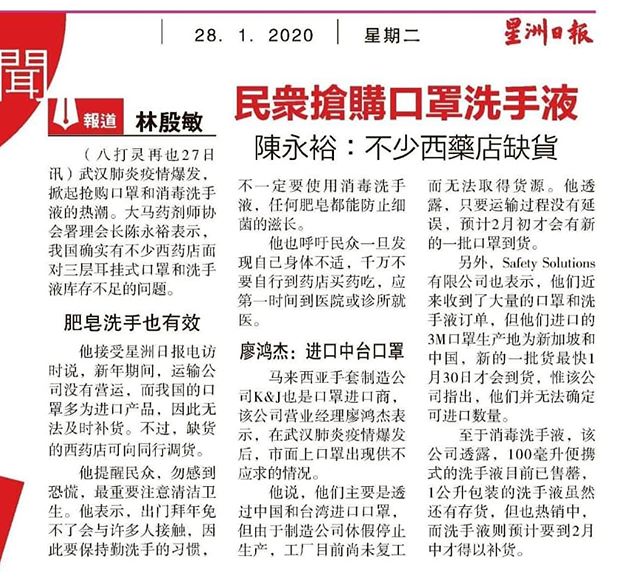 28. 1. 2020
星期二
星洲日报
聞
民衆搶購口罩洗手液
陳永裕：不少西藥店缺貨
報道 林殷敏
（八打灵再也27日
讯）武汉肺炎疫情爆发，
掀起抢购口罩和消毒洗手
液的热潮。大马药剂师协
会署理会长陈永裕表示，
我国确实有不少西药店面
对三层耳挂式口罩和洗手
液库存不足的问题。
肥皂洗手也有效
他接受星洲日报电访
时说，新年期间，运输公
司没有营运，而我国的口
罩多为进口产品，因此无
法及时补货。不过，缺货
的西药店可向同行调货。
他提醒民众，勿感到
恐慌，最重要注意清洁卫
生。他表示，出门拜年免
不了会与许多人接触，因
此要保持勤洗手的习惯，
不一定要使用消毒洗手
液，任何肥皂都能防止细
菌的滋长。
他也呼吁民众一旦发
现自己身体不适，千万不
要自行到药店买药吃，应
第一时间到医院或诊所就
医。
廖鸿杰：进口中台口罩
马来西亚手套制造公
司K&J也是口罩进口商，
该公司营业经理廖鸿杰表
示，在武汉肺炎疫情爆发
后，市面上口罩出现供不
应求的情况。
他说，他们主要是透
过中国和台湾进口口罩，
但由于制造公司休假停止
生产，工厂目前尚未复工
而无法取得货源。他透
露，只要运输过程没有延
误，预计2月初才会有新的
一批口罩到货。
另外，Safety Solutions
有限公司也表示，他们近
来收到了大量的口罩和洗
手液订单，但他们进口的
3M口罩生产地为新加坡和
中国，新的一批货最快1
月30日才会到货，惟该公
司指出，他们并无法确定
可进口数量。
至于消毒洗手液，该
公司透露，100毫升便携
式的洗手液目前已售罄，
1公升包装的洗手液虽然
还有存货，但也热销中，
而洗手液则预计要到2月
中才得以补货。